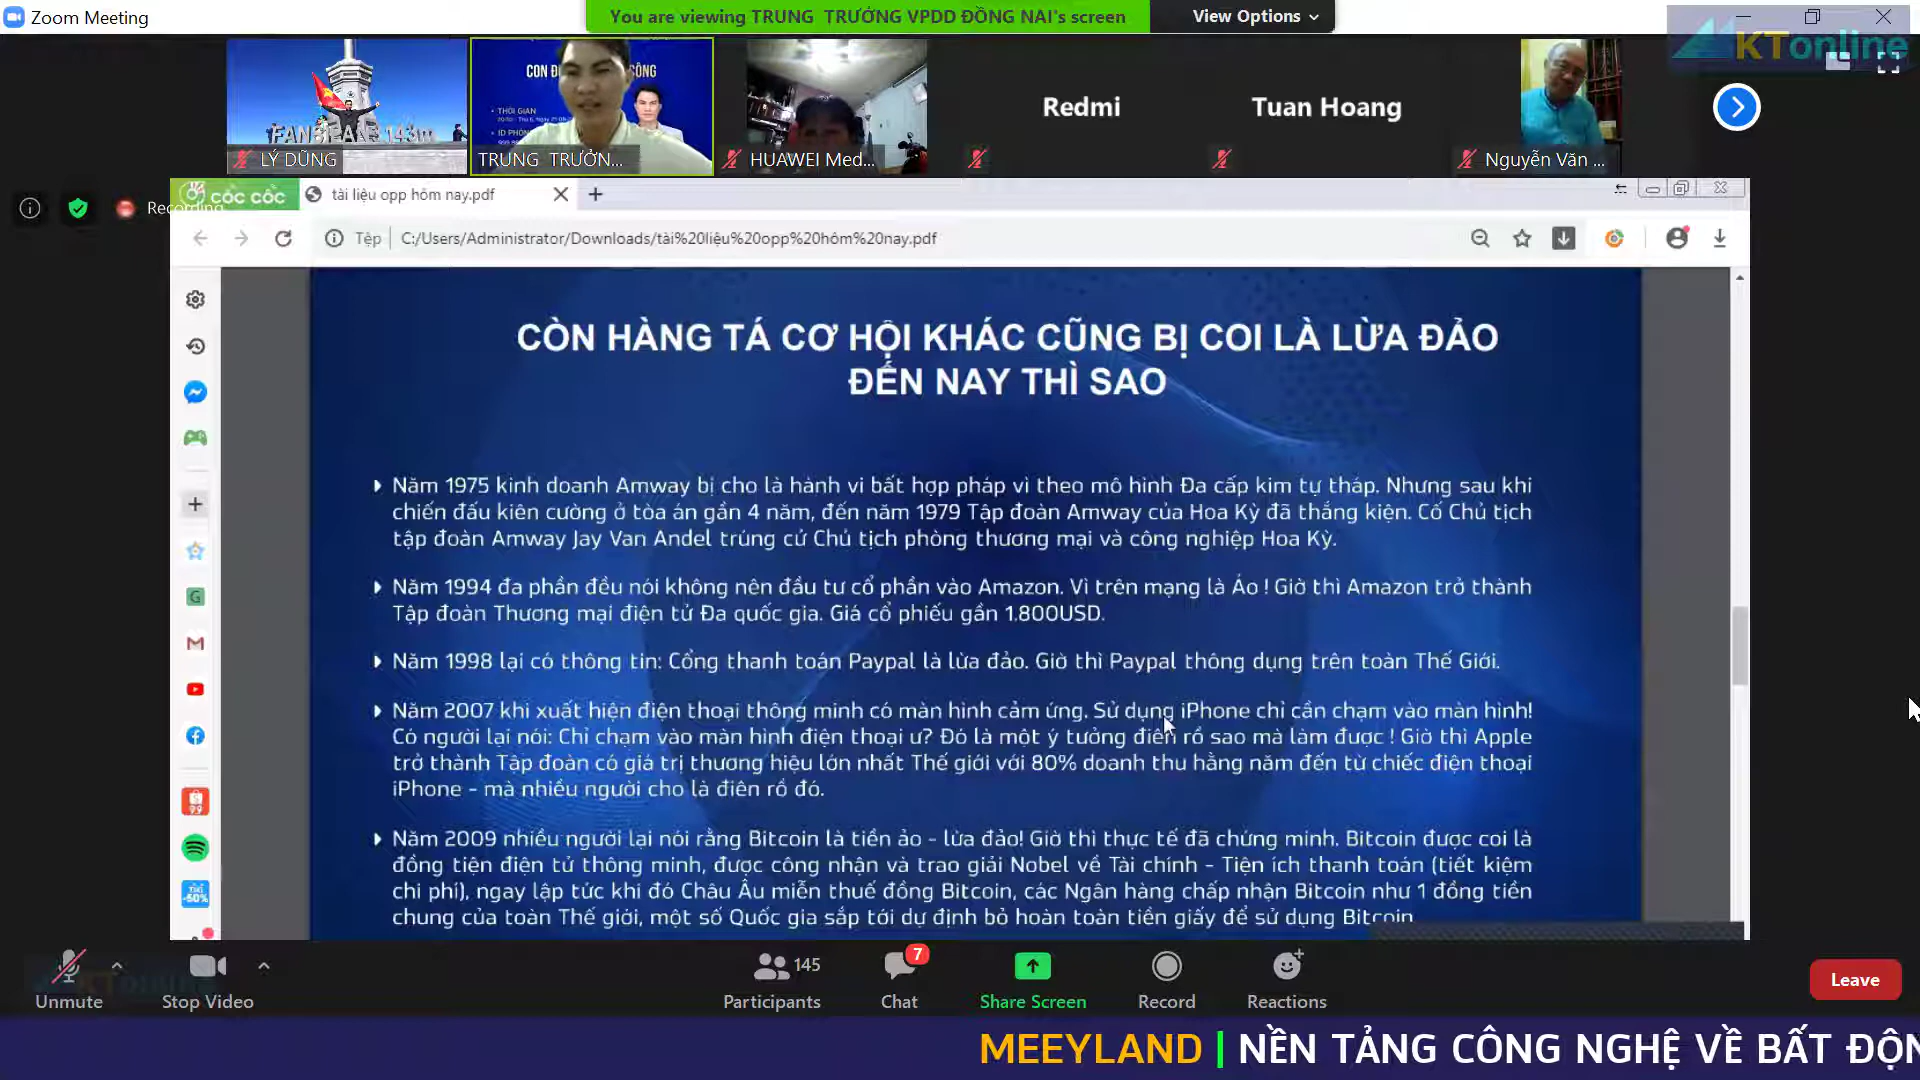 Zoom Meeting
You are viewing TRUNG TRƯỞNG VPDD ĐỒNG NAI's screen
View Options
KTonline
FANSIPANG 143m
LÝ DŨNG
CON Đ
CÔNG
THỜI GIAN
ID PHÒN
TRUNG TRƯỞN...
HUAWEI Med...
Redmi
Tuan Hoang
Nguyễn Văn ...
Recording
cốc cốc
tài liệu opp hôm nay.pdf
Tệp
C:/Users/Administrator/Downloads/tài%20liệu%20opp%20hôm%20nay.pdf
CÒN HÀNG TÁ CƠ HỘI KHÁC CŨNG BỊ COI LÀ LỪA ĐẢO
ĐẾN NAY THÌ SAO
Năm 1975 kinh doanh Amway bị cho là hành vi bất hợp pháp vì theo mô hình Đa cấp kim tự tháp. Nhưng sau khi
chiến đấu kiên cường ở tòa án gần 4 năm, đến năm 1979 Tập đoàn Amway của Hoa Kỳ đã thắng kiện. Cố Chủ tịch
tập đoàn Amway Jay Van Andel trúng cử Chủ tịch phòng thương mại và công nghiệp Hoa Kỳ.
Năm 1994 đa phần đều nói không nên đầu tư cổ phần vào Amazon. Vì trên mạng là Ảo ! Giờ thì Amazon trở thành
Tập đoàn Thương mại điện tử Đa quốc gia. Giá cổ phiếu gần 1.800USD.
Năm 1998 lại có thông tin: Cổng thanh toán Paypal là lừa đảo. Giờ thì Paypal thông dụng trên toàn Thế Giới.
Năm 2007 khi xuất hiện điện thoại thông minh có màn hình cảm ứng. Sử dụng iPhone chỉ cần chạm vào màn hình!
Có người lại nói: Chỉ chạm vào màn hình điện thoại ư? Đó là một ý tưởng điên rồ sao mà làm được ! Giờ thì Apple
trở thành Tập đoàn có giá trị thương hiệu lớn nhất Thế giới với 80% doanh thu hằng năm đến từ chiếc điện thoại
iPhone - mà nhiều người cho là điên rồ đó.
Năm 2009 nhiều người lại nói rằng Bitcoin là tiền ảo - lừa đảo! Giờ thì thực tế đã chứng minh. Bitcoin được coi là
đồng tiện điện tử thông minh, được công nhận và trao giải Nobel về Tài chính - Tiện ích thanh toán (tiết kiệm
chi phí), ngay lập tức khi đó Châu Âu miễn thuế đồng Bitcoin, các Ngân hàng chấp nhận Bitcoin như 1 đồng tiền
chung của toàn Thế giới, một số Quốc gia sắp tới dự định bỏ hoàn toàn tiền giấy để sử dụng Bitcoin
Unmute
Stop Video
145
Participants
7
Chat
Share Screen
Record
Reactions
Leave
MEEYLAND | NỀN TẢNG CÔNG NGHỆ VỀ BẤT ĐỘN